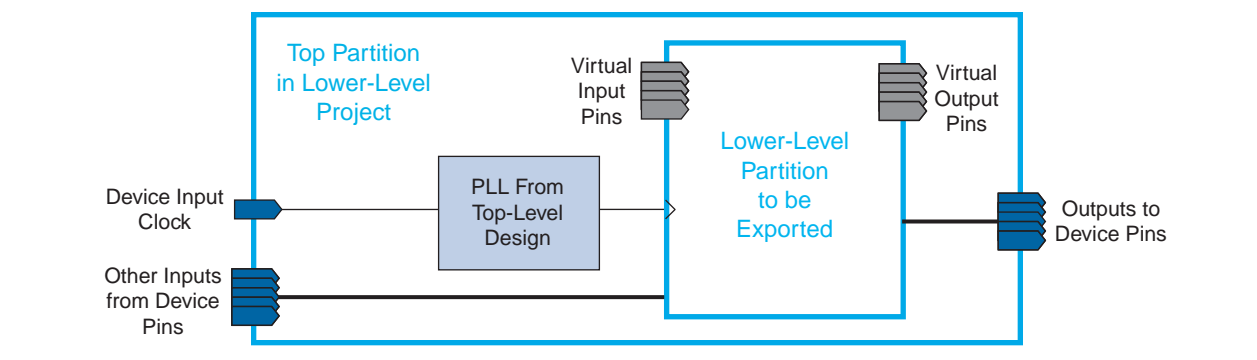 Top Partition
in Lower-Level
Project
Virtual
Input
Pins
Virtual
Output
Pins
Lower-Level
Partition
to be
Exported
PLL From
Top-Level
Design
Device Input
Clock
Outputs to
Device Pins
Other Inputs
from Device
Pins